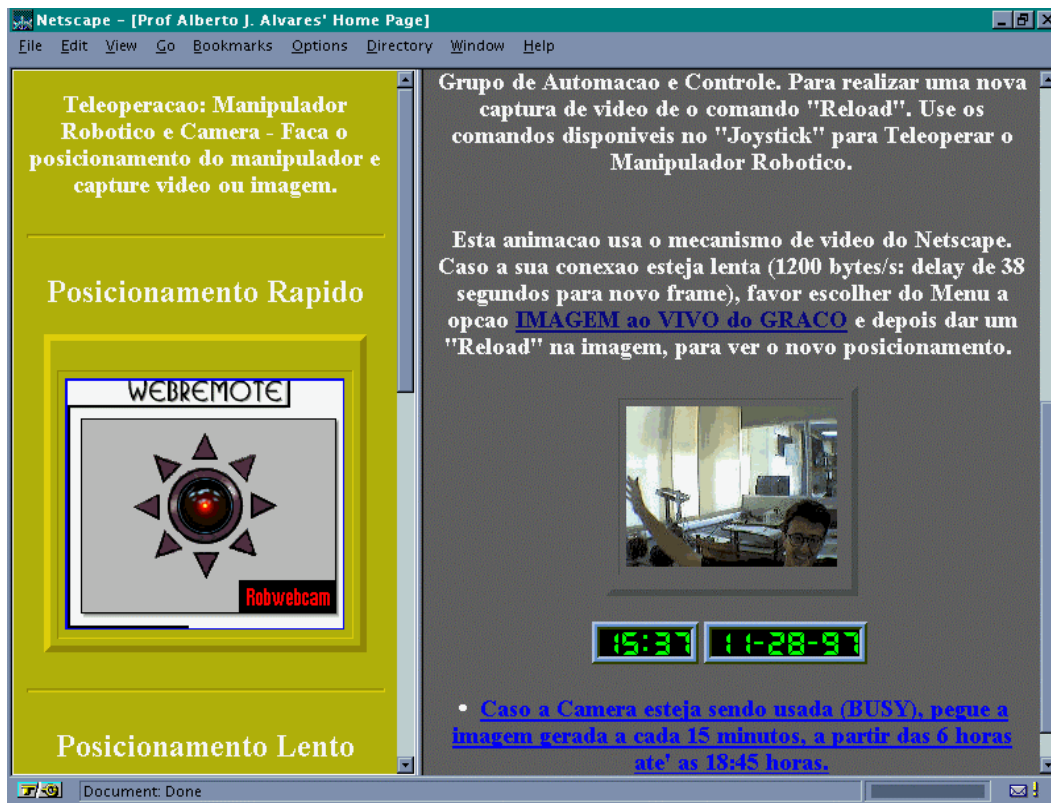 Netscape - [Prof Alberto J. Alvares' Home Page]
File Edit View Go Bookmarks Options Directory Window Help
Teleoperacao: Manipulador
Robotico e Camera - Faca o
posicionamento do manipulador e
capture video ou imagem.
Posicionamento Rapido
WEBREMOTE
Robwebcam
Posicionamento Lento
Grupo de Automacao e Controle. Para realizar uma nova
captura de video de o comando "Reload". Use os
comandos disponiveis no "Joystick" para Teleoperar o
Manipulador Robotico.
Esta animacao usa o mecanismo de video do Netscape.
Caso a sua conexao esteja lenta (1200 bytes/s: delay de 38
segundos para novo frame), favor escolher do Menu a
opcao IMAGEM ao VIVO do GRACO e depois dar um
"Reload" na imagem, para ver o novo posicionamento.
15:37 11-28-97
• Caso a Camera esteja sendo usada (BUSY), pegue a
imagem gerada a cada 15 minutos, a partir das 6 horas
ate' as 18:45 horas.
Document: Done